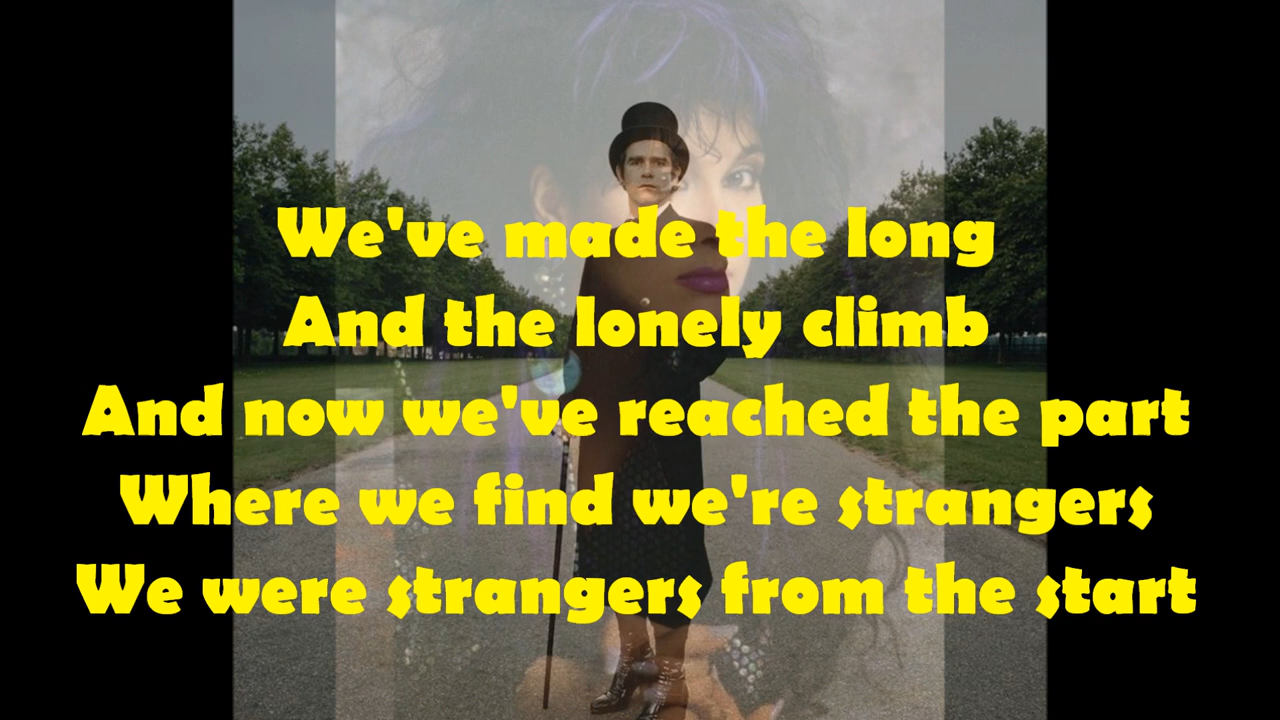 We've made the long
And the lonely climb
And now we've reached the part
Where we find we're strangers
We were strangers from the start